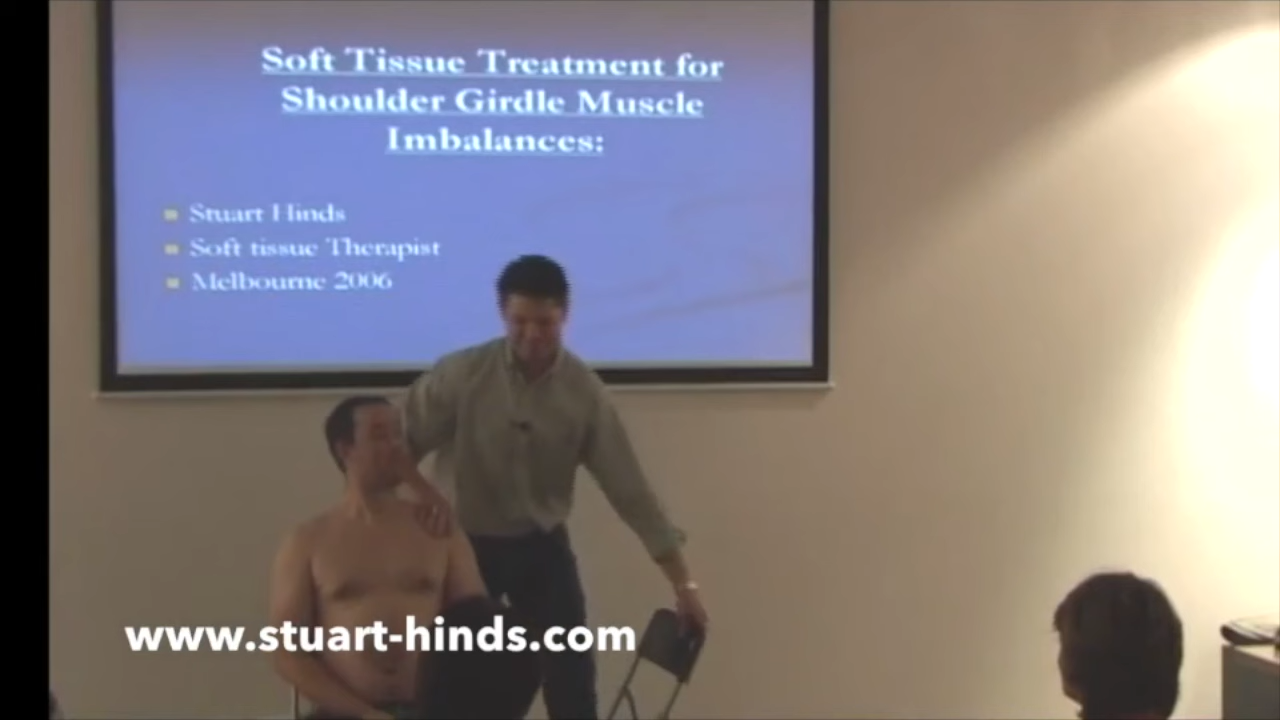 Soft Tissue Treatment for
Shoulder Girdle Muscle
Imbalances:
Stuart Hinds
Soft tissue Therapist
Melbourne 2006
www.stuart-hinds.com